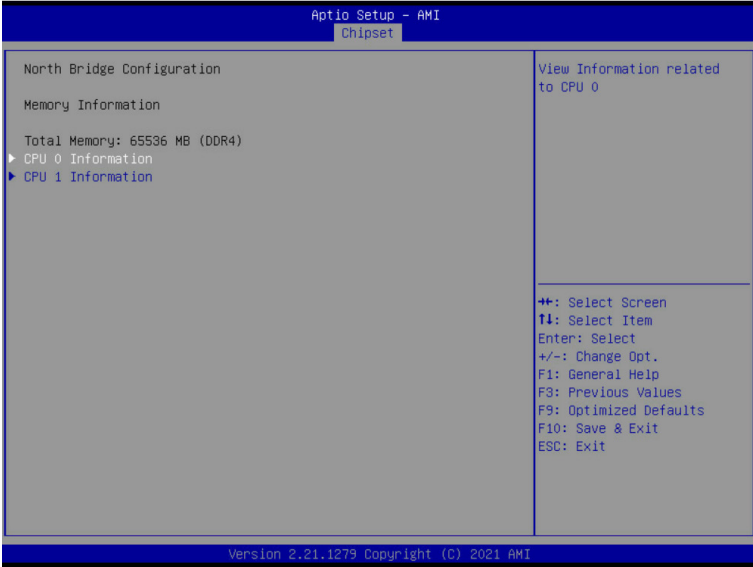 Aptio Setup – AMI
Chipset
North Bridge Configuration
Memory Information
Total Memory: 65536 MB (DDR4)
CPU 0 Information
CPU 1 Information
View Information related
to CPU 0
→←: Select Screen
↑↓: Select Item
Enter: Select
+/-: Change Opt.
F1: General Help
F3: Previous Values
F9: Optimized Defaults
F10: Save & Exit
ESC: Exit
Version 2.21.1279 Copyright (C) 2021 AMI